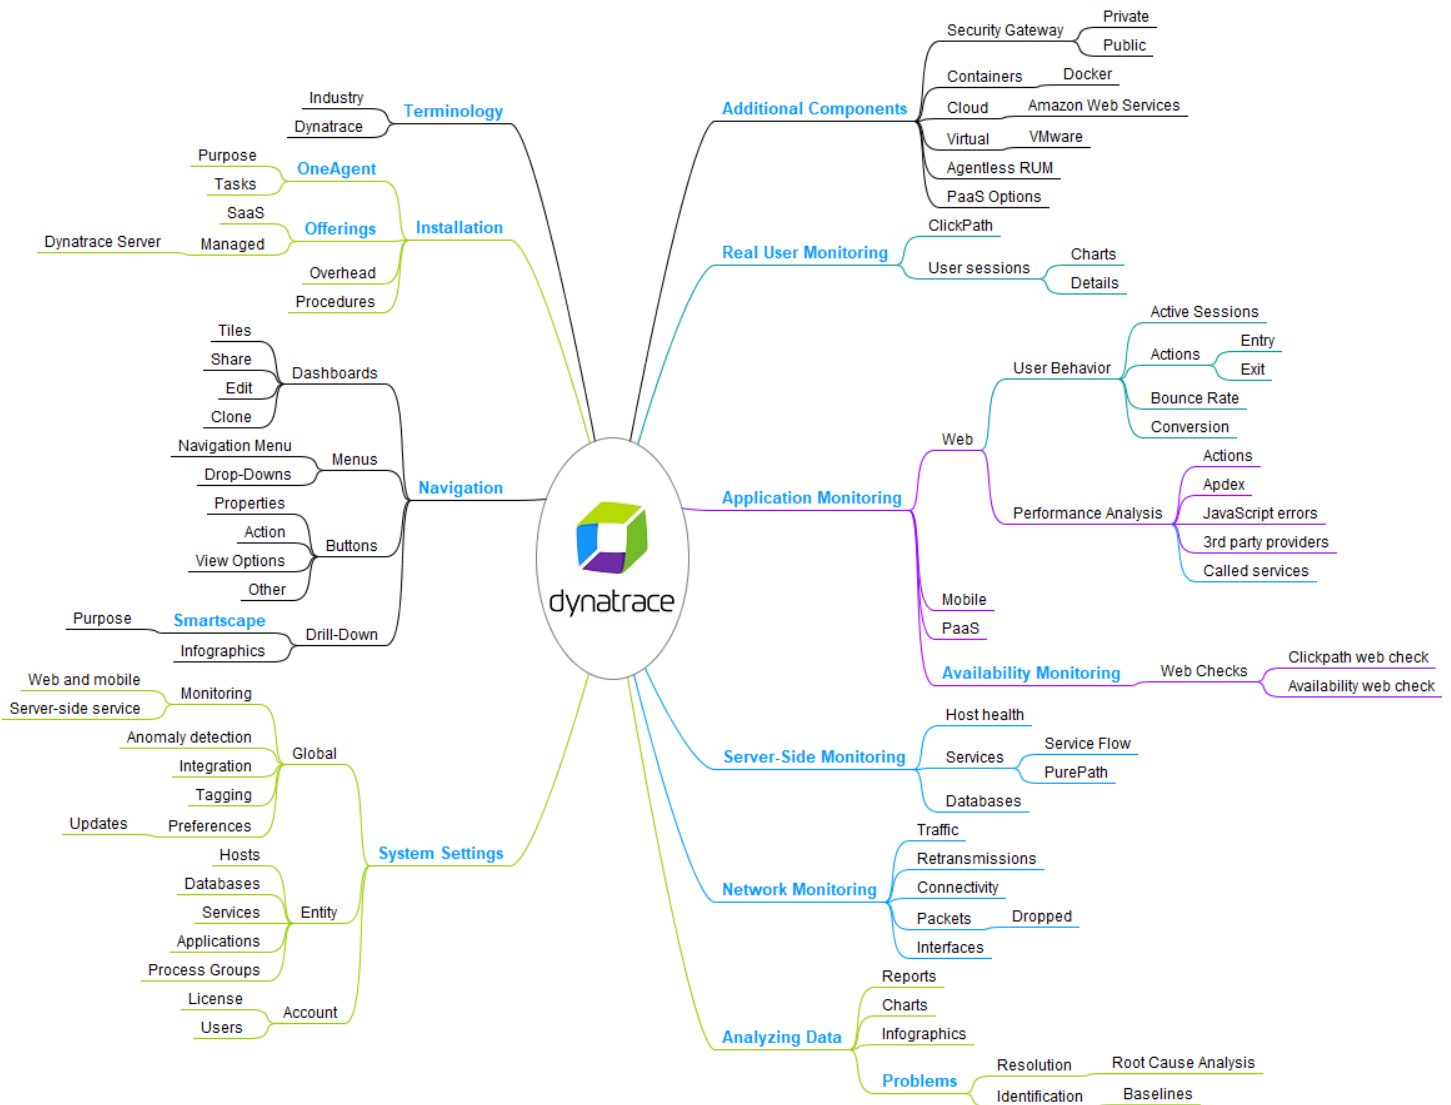 Terminology
Industry
Dynatrace
Installation
OneAgent
Purpose
Tasks
Offerings
SaaS
Managed
Dynatrace Server
Overhead
Procedures
Navigation
Dashboards
Tiles
Share
Edit
Clone
Menus
Navigation Menu
Drop-Downs
Buttons
Properties
Action
View Options
Other
Drill-Down
Smartscape
Purpose
Infographics
System Settings
Global
Monitoring
Web and mobile
Server-side service
Anomaly detection
Integration
Tagging
Preferences
Updates
Entity
Hosts
Databases
Services
Applications
Process Groups
Account
License
Users
dynatrace
Additional Components
Security Gateway
Private
Public
Containers
Docker
Cloud
Amazon Web Services
Virtual
VMware
Agentless RUM
PaaS Options
Real User Monitoring
ClickPath
User sessions
Charts
Details
Application Monitoring
Web
User Behavior
Active Sessions
Actions
Entry
Exit
Bounce Rate
Conversion
Performance Analysis
Actions
Apdex
JavaScript errors
3rd party providers
Called services
Mobile
PaaS
Availability Monitoring
Web Checks
Clickpath web check
Availability web check
Server-Side Monitoring
Host health
Services
Service Flow
PurePath
Databases
Network Monitoring
Traffic
Retransmissions
Connectivity
Packets
Dropped
Interfaces
Analyzing Data
Reports
Charts
Infographics
Problems
Resolution
Root Cause Analysis
Identification
Baselines